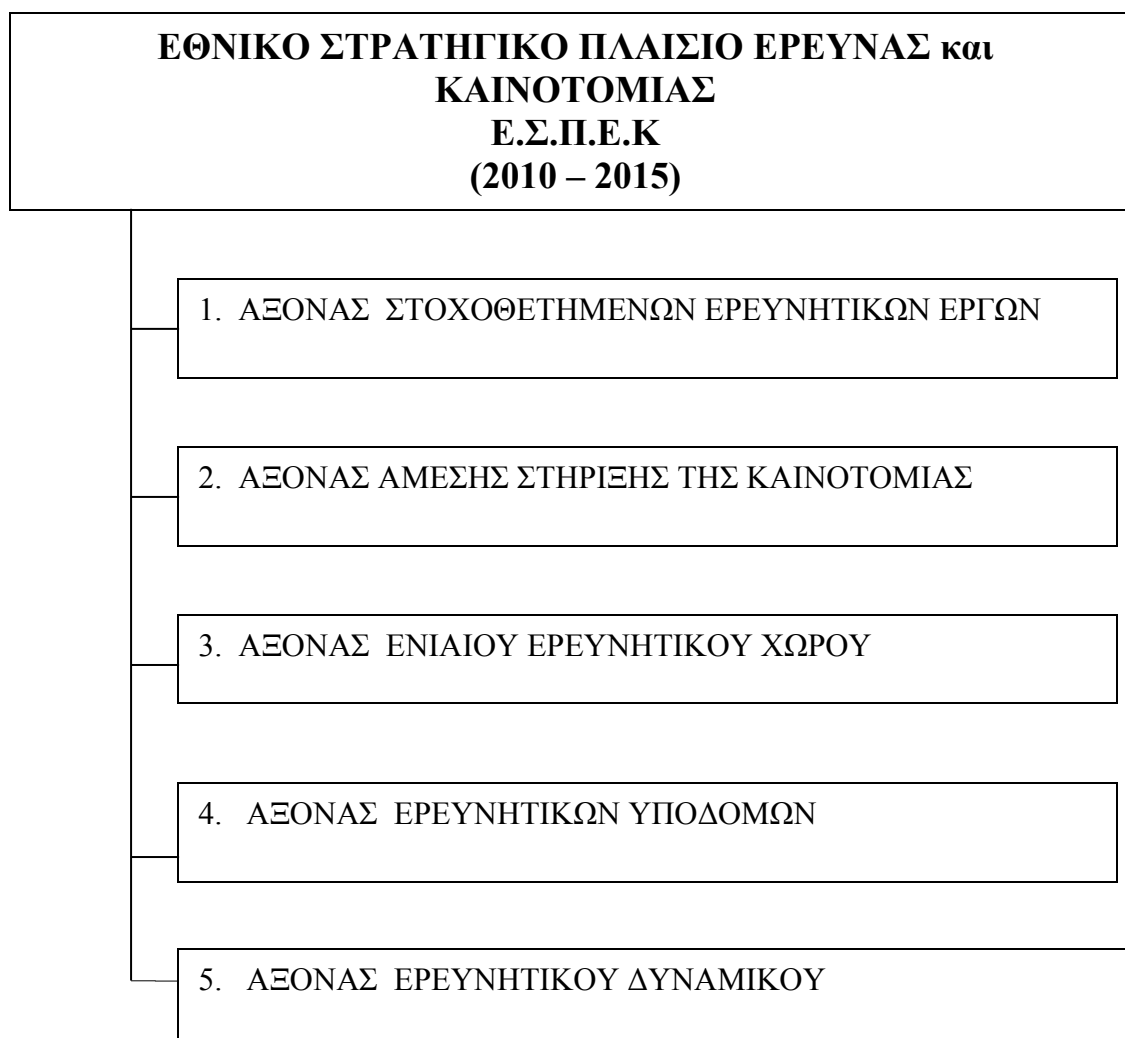 ΕΘΝΙΚΟ ΣΤΡΑΤΗΓΙΚΟ ΠΛΑΙΣΙΟ ΕΡΕΥΝΑΣ και
ΚΑΙΝΟΤΟΜΙΑΣ
Ε.Σ.Π.Ε.Κ
(2010 – 2015)
1. ΑΞΟΝΑΣ ΣΤΟΧΟΘΕΤΗΜΕΝΩΝ ΕΡΕΥΝΗΤΙΚΩΝ ΕΡΓΩΝ
2. ΑΞΟΝΑΣ ΑΜΕΣΗΣ ΣΤΗΡΙΞΗΣ ΤΗΣ ΚΑΙΝΟΤΟΜΙΑΣ
3. ΑΞΟΝΑΣ ΕΝΙΑΙΟΥ ΕΡΕΥΝΗΤΙΚΟΥ ΧΩΡΟΥ
4. ΑΞΟΝΑΣ ΕΡΕΥΝΗΤΙΚΩΝ ΥΠΟΔΟΜΩΝ
5. ΑΞΟΝΑΣ ΕΡΕΥΝΗΤΙΚΟΥ ΔΥΝΑΜΙΚΟΥ